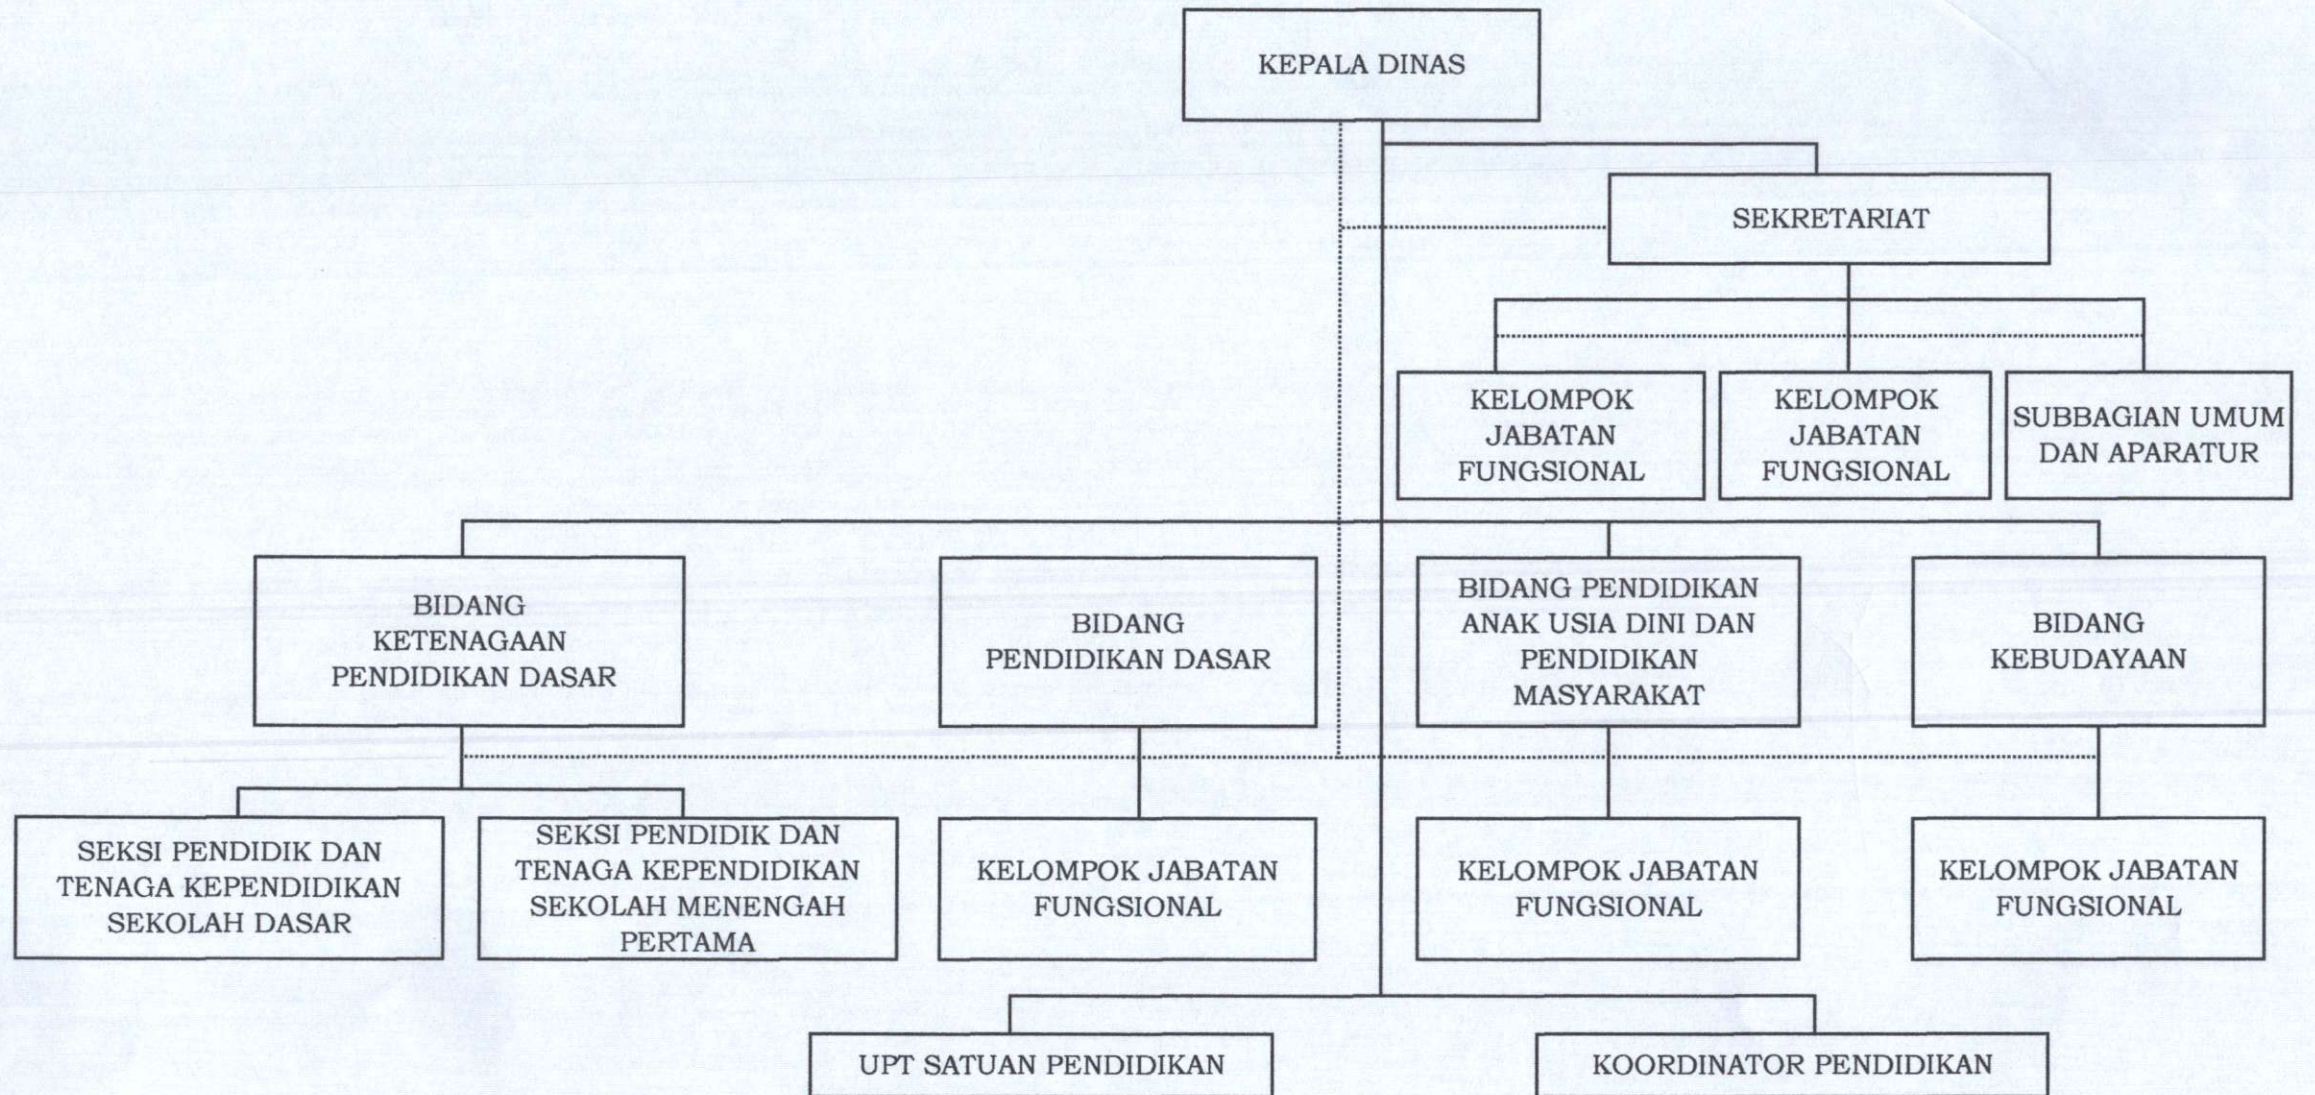 KEPALA DINAS
SEKRETARIAT
KELOMPOK
JABATAN
FUNGSIONAL
KELOMPOK
JABATAN
FUNGSIONAL
SUBBAGIAN UMUM
DAN APARATUR
BIDANG
KETENAGAAN
PENDIDIKAN DASAR
BIDANG
PENDIDIKAN DASAR
BIDANG PENDIDIKAN
ANAK USIA DINI DAN
PENDIDIKAN
MASYARAKAT
BIDANG
KEBUDAYAAN
SEKSI PENDIDIK DAN
TENAGA KEPENDIDIKAN
SEKOLAH DASAR
SEKSI PENDIDIK DAN
TENAGA KEPENDIDIKAN
SEKOLAH MENENGAH
PERTAMA
KELOMPOK JABATAN
FUNGSIONAL
KELOMPOK JABATAN
FUNGSIONAL
KELOMPOK JABATAN
FUNGSIONAL
UPT SATUAN PENDIDIKAN
KOORDINATOR PENDIDIKAN